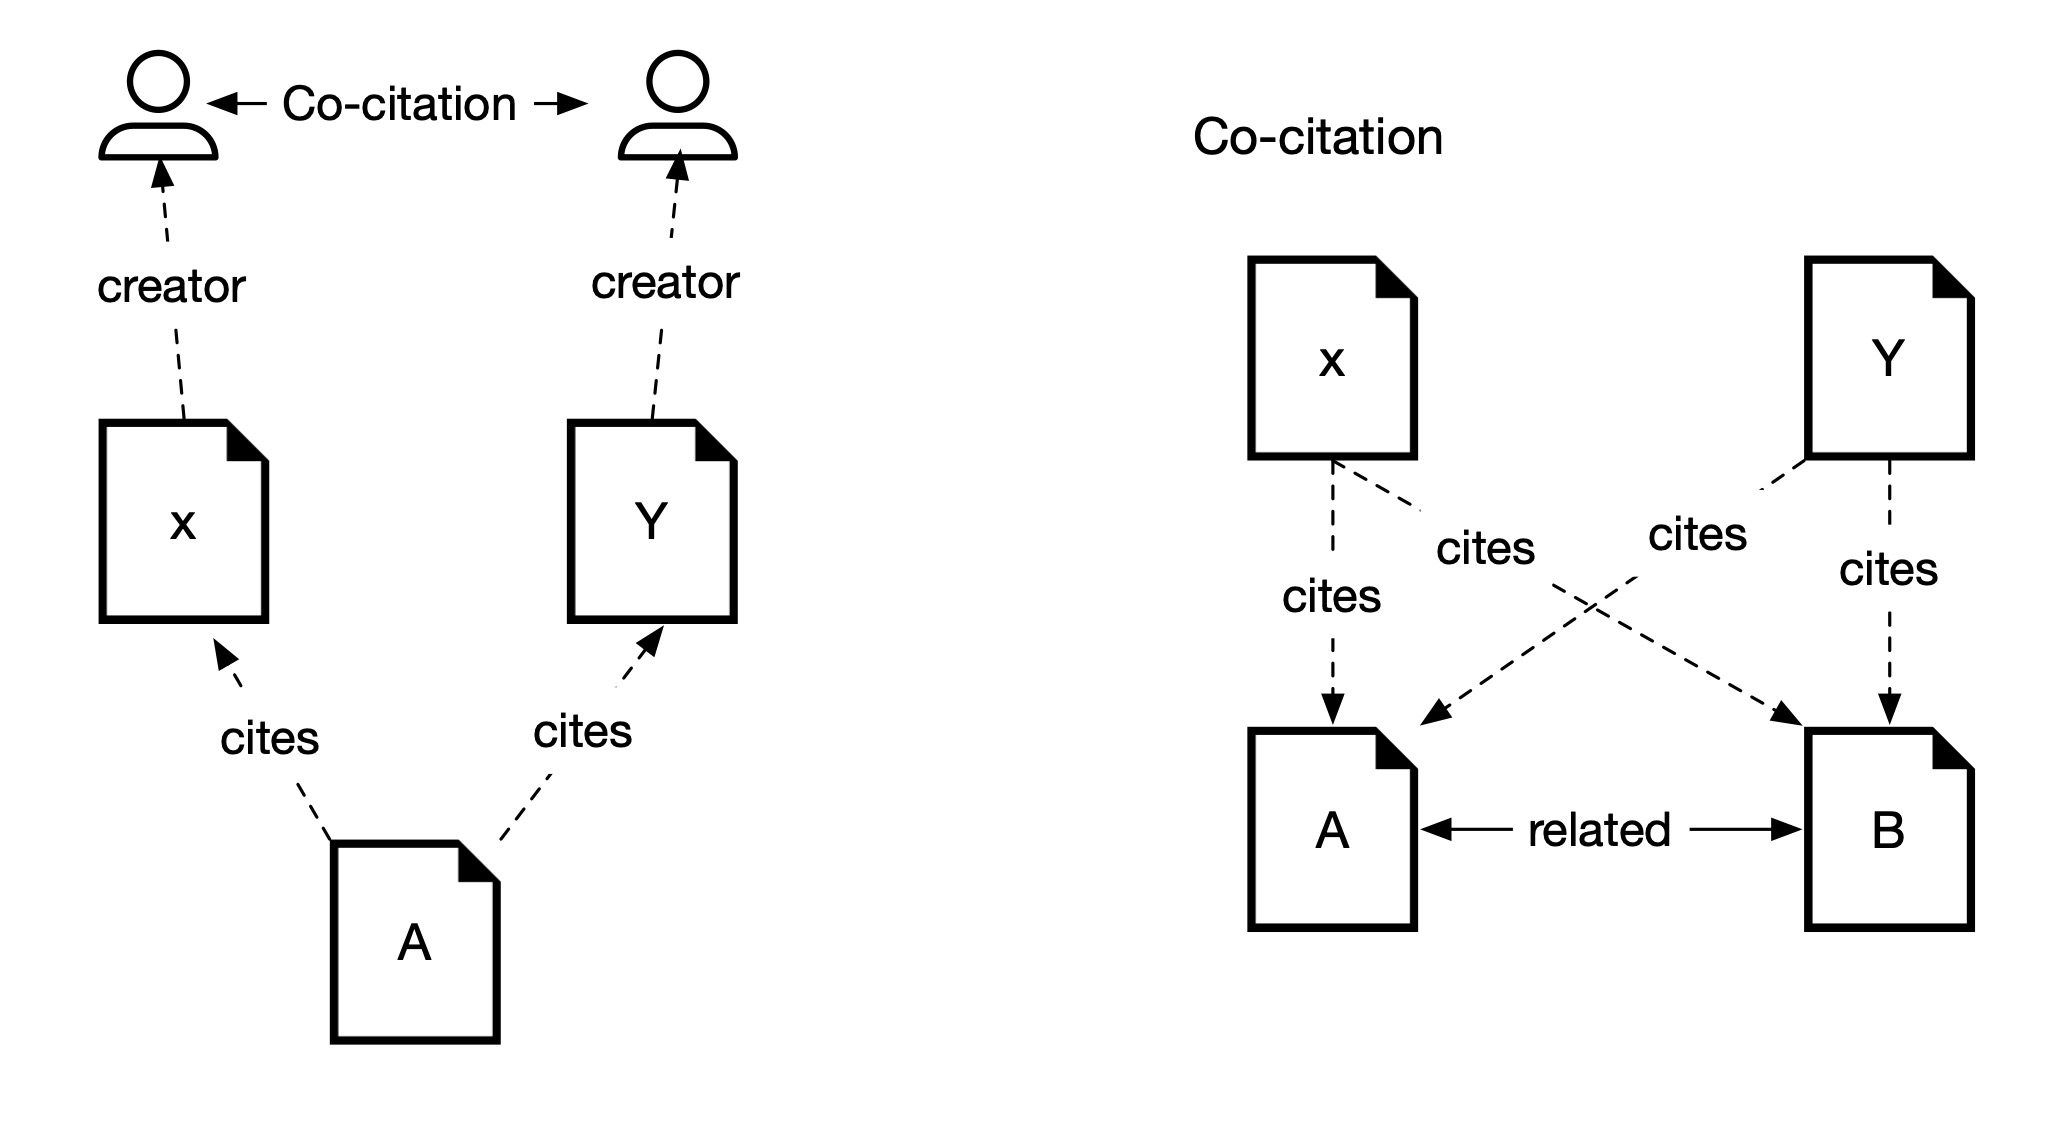 Co-citation
creator
creator
x
Y
cites
cites
A
Co-citation
x
Y
cites
cites
cites
cites
A
related
B